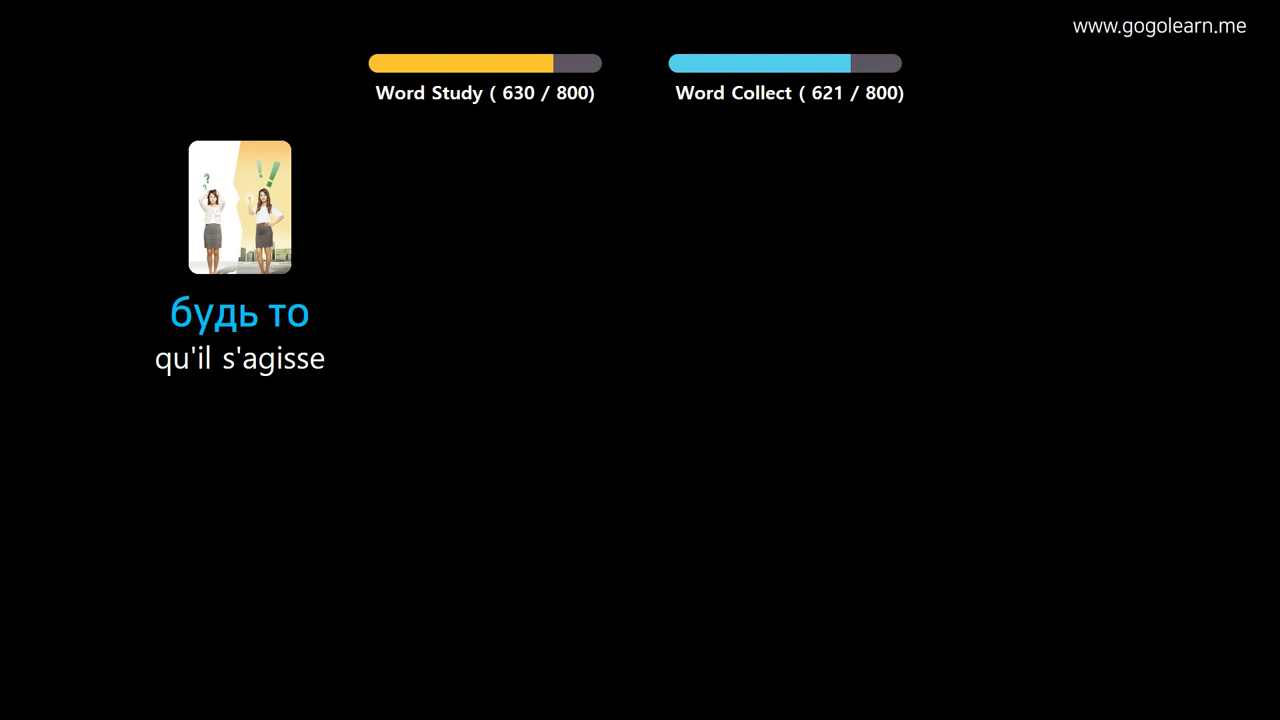 www.gogolearn.me
Word Study ( 630 / 800)
Word Collect ( 621 / 800)
будь то
qu'il s'agisse